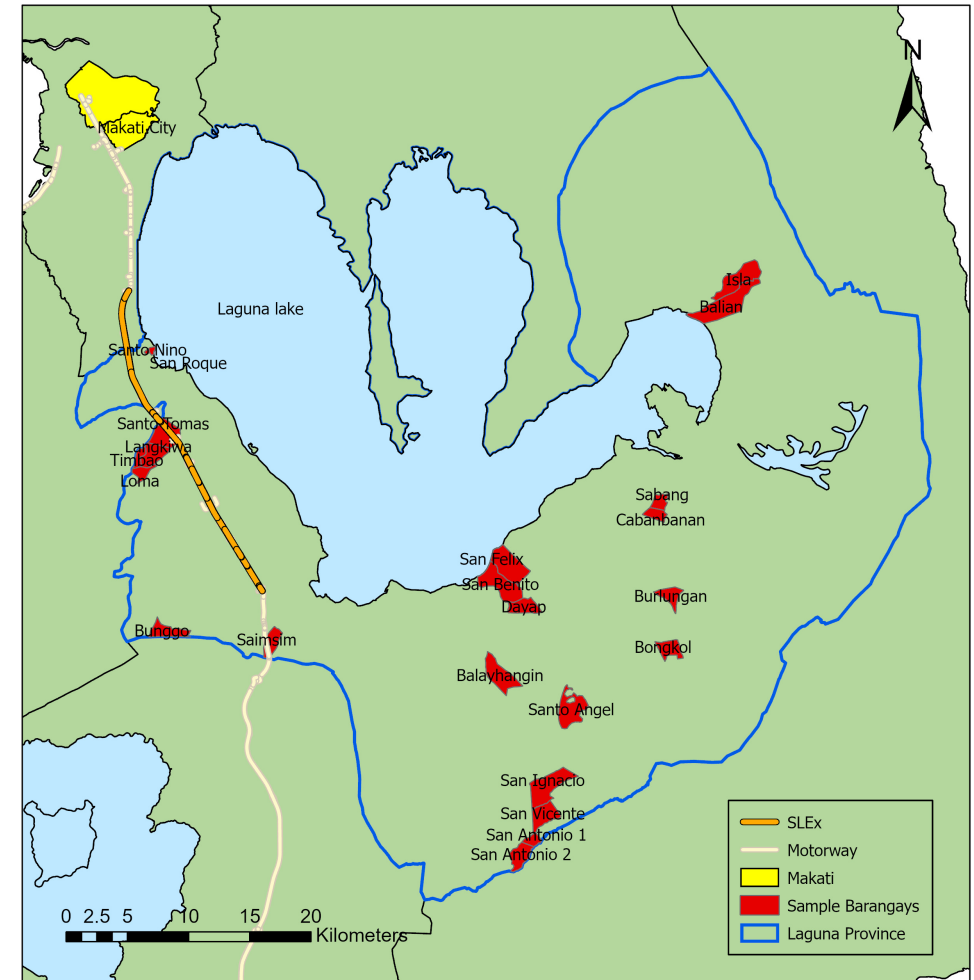 N
Makati City
Isla
Balian
Laguna lake
Santo Nino
San Roque
Santo Tomas
Langkiwa
Timbao
Loma
Sabang
Cabanbanan
San Felix
San Benito
Dayap
Burlungan
Bunggo
Saimsim
Bongkol
Balayhangin
Santo Angel
San Ignacio
San Vicente
San Antonio 1
San Antonio 2
SLEx
Motorway
Makati
Sample Barangays
Laguna Province
0 2.5 5 10 15 20
Kilometers